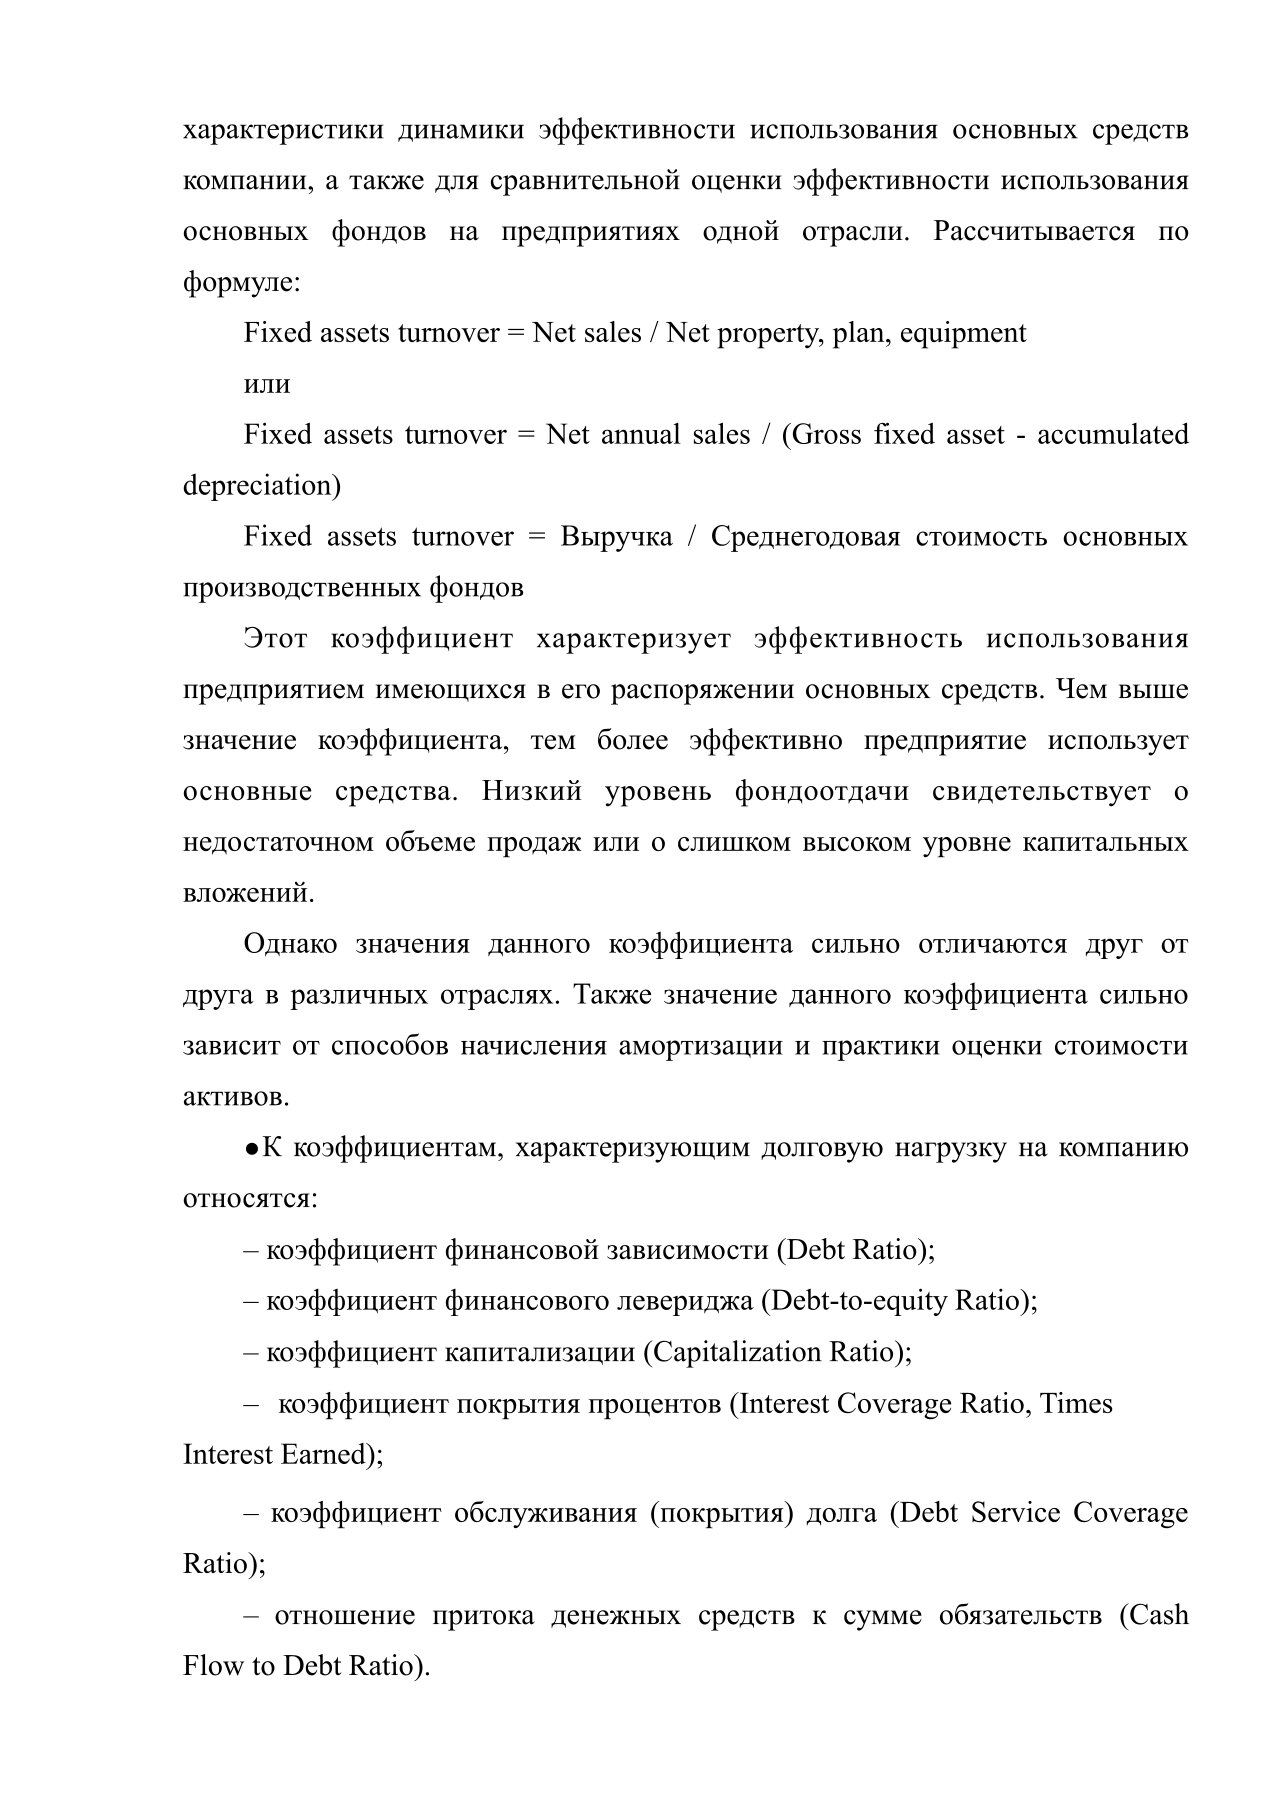 характеристики динамики эффективности использования основных средств
компании, а также для сравнительной оценки эффективности использования
основных фондов на предприятиях одной отрасли. Рассчитывается по
формуле:
Fixed assets turnover = Net sales / Net property, plan, equipment
или
Fixed assets turnover = Net annual sales / (Gross fixed asset - accumulated
depreciation)
Fixed assets turnover = Выручка / Среднегодовая стоимость основных
производственных фондов
Этот коэффициент характеризует эффективность использования
предприятием имеющихся в его распоряжении основных средств. Чем выше
значение коэффициента, тем более эффективно предприятие использует
основные средства. Низкий уровень фондоотдачи свидетельствует о
недостаточном объеме продаж или о слишком высоком уровне капитальных
вложений.
Однако значения данного коэффициента сильно отличаются друг от
друга в различных отраслях. Также значение данного коэффициента сильно
зависит от способов начисления амортизации и практики оценки стоимости
активов.
●К коэффициентам, характеризующим долговую нагрузку на компанию
относятся:
– коэффициент финансовой зависимости (Debt Ratio);
– коэффициент финансового левериджа (Debt-to-equity Ratio);
– коэффициент капитализации (Capitalization Ratio);
– коэффициент покрытия процентов (Interest Coverage Ratio, Times
Interest Earned);
– коэффициент обслуживания (покрытия) долга (Debt Service Coverage
Ratio);
– отношение притока денежных средств к сумме обязательств (Cash
Flow to Debt Ratio).